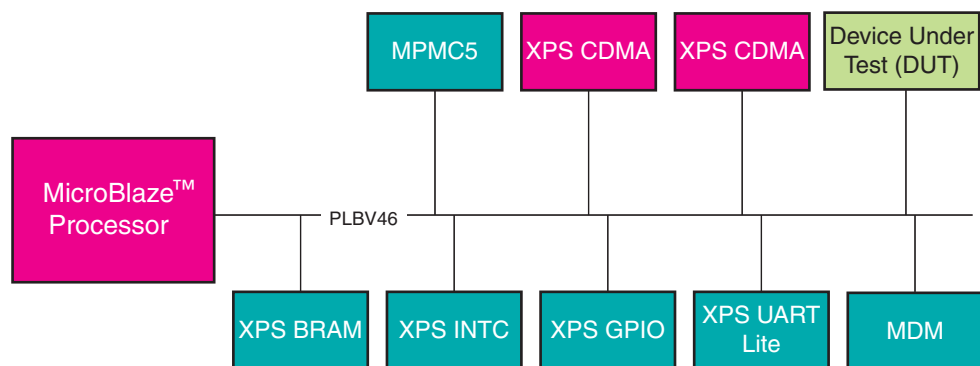 MPMC5
XPS CDMA
XPS CDMA
Device Under
Test (DUT)
MicroBlaze™
Processor
PLBV46
XPS BRAM
XPS INTC
XPS GPIO
XPS UART
Lite
MDM